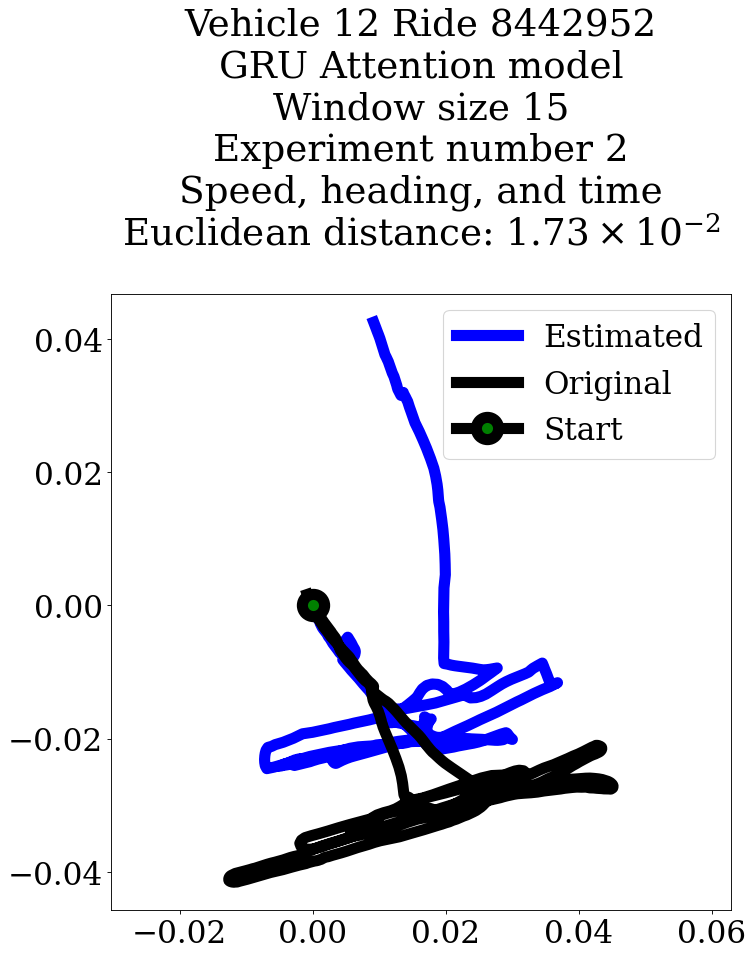 Vehicle 12 Ride 8442952
GRU Attention model
Window size 15
Experiment number 2
Speed, heading, and time
Euclidean distance: 1.73 × 10⁻²
Estimated
Original
Start
0.04
0.02
0.00
−0.02
−0.04
−0.02 0.00 0.02 0.04 0.06